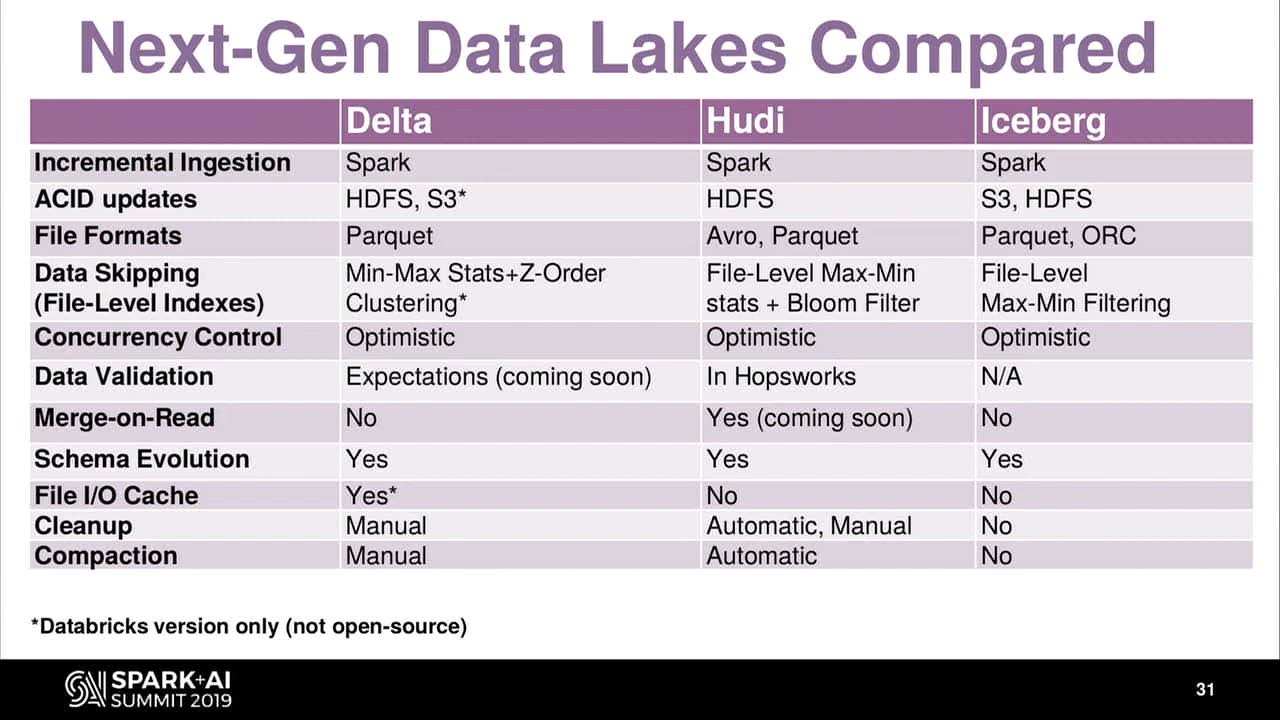 Next-Gen Data Lakes Compared
Delta Hudi Iceberg
Incremental Ingestion Spark Spark Spark
ACID updates HDFS, S3* HDFS S3, HDFS
File Formats Parquet Avro, Parquet Parquet, ORC
Data Skipping Min-Max Stats+Z-Order File-Level Max-Min File-Level
(File-Level Indexes) Clustering* stats + Bloom Filter Max-Min Filtering
Concurrency Control Optimistic Optimistic Optimistic
Data Validation Expectations (coming soon) In Hopsworks N/A
Merge-on-Read No Yes (coming soon) No
Schema Evolution Yes Yes Yes
File I/O Cache Yes* No No
Cleanup Manual Automatic, Manual No
Compaction Manual Automatic No
*Databricks version only (not open-source)
SPARK+AI
SUMMIT 2019
31